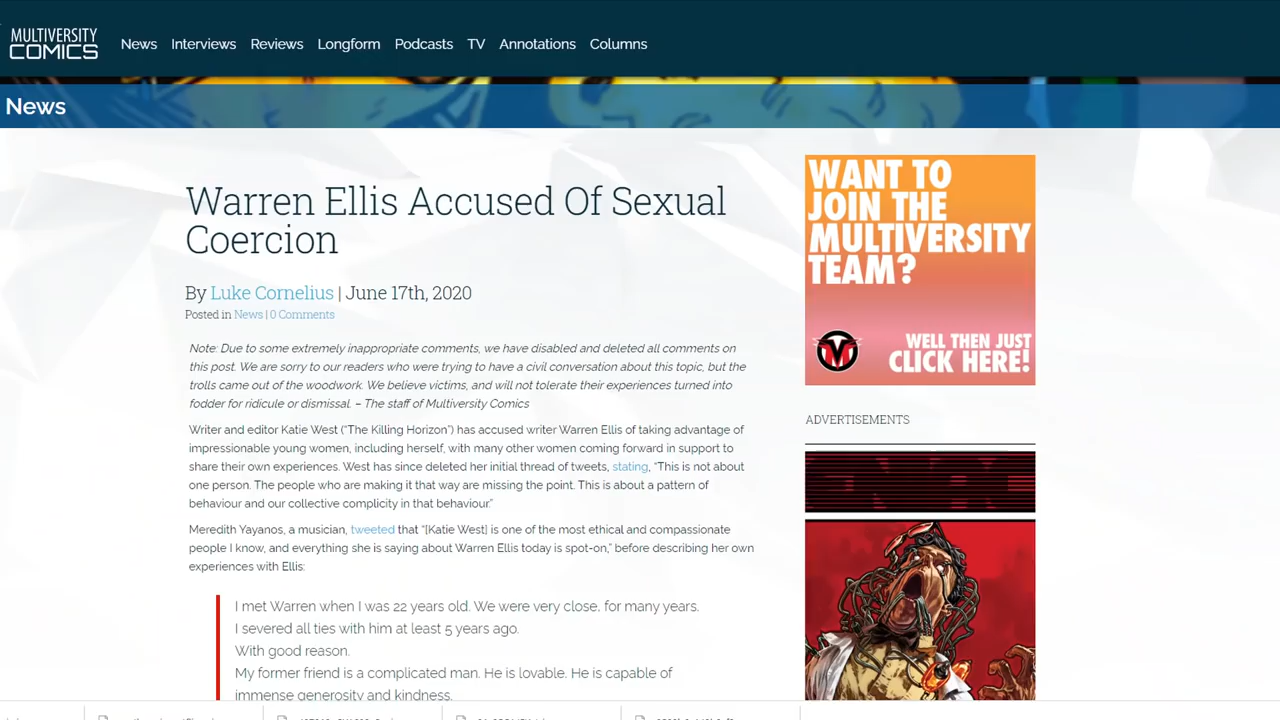 MULTIVERSITY
COMICS
News Interviews Reviews Longform Podcasts TV Annotations Columns
News
Warren Ellis Accused Of Sexual
Coercion
By Luke Cornelius | June 17th, 2020
Posted in News | 0 Comments
Note: Due to some extremely inappropriate comments, we have disabled and deleted all comments on
this post. We are sorry to our readers who were trying to have a civil conversation about this topic, but the
trolls came out of the woodwork. We believe victims, and will not tolerate their experiences turned into
fodder for ridicule or dismissal. – The staff of Multiversity Comics
Writer and editor Katie West (“The Killing Horizon”) has accused writer Warren Ellis of taking advantage of
impressionable young women, including herself, with many other women coming forward in support to
share their own experiences. West has since deleted her initial thread of tweets, stating, “This is not about
one person. The people who are making it that way are missing the point. This is about a pattern of
behaviour and our collective complicity in that behaviour.”
Meredith Yayanos, a musician, tweeted that “[Katie West] is one of the most ethical and compassionate
people I know, and everything she is saying about Warren Ellis today is spot-on,” before describing her own
experiences with Ellis:
I met Warren when I was 22 years old. We were very close, for many years.
I severed all ties with him at least 5 years ago.
With good reason.
My former friend is a complicated man. He is lovable. He is capable of
immense generosity and kindness.
WANT TO
JOIN THE
MULTIVERSITY
TEAM?
WELL THEN JUST
CLICK HERE!
ADVERTISEMENTS